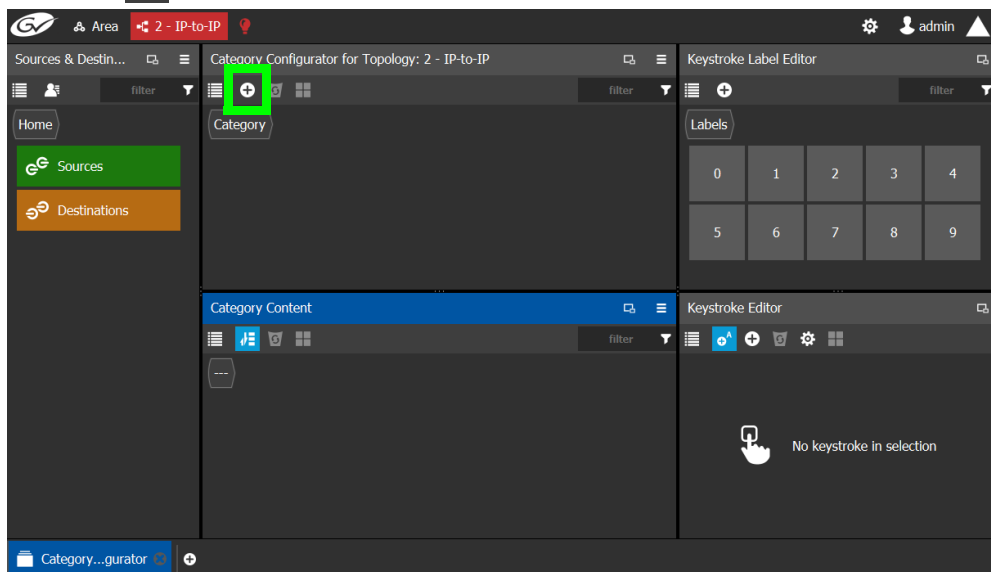 GV Area 2 - IP-to-IP admin
Sources & Destin...
filter
Home
Sources
Destinations
Category Configurator for Topology: 2 - IP-to-IP
filter
Category
Keystroke Label Editor
filter
Labels
0 1 2 3 4
5 6 7 8 9
Category Content
filter
---
Keystroke Editor
No keystroke in selection
Category...gurator